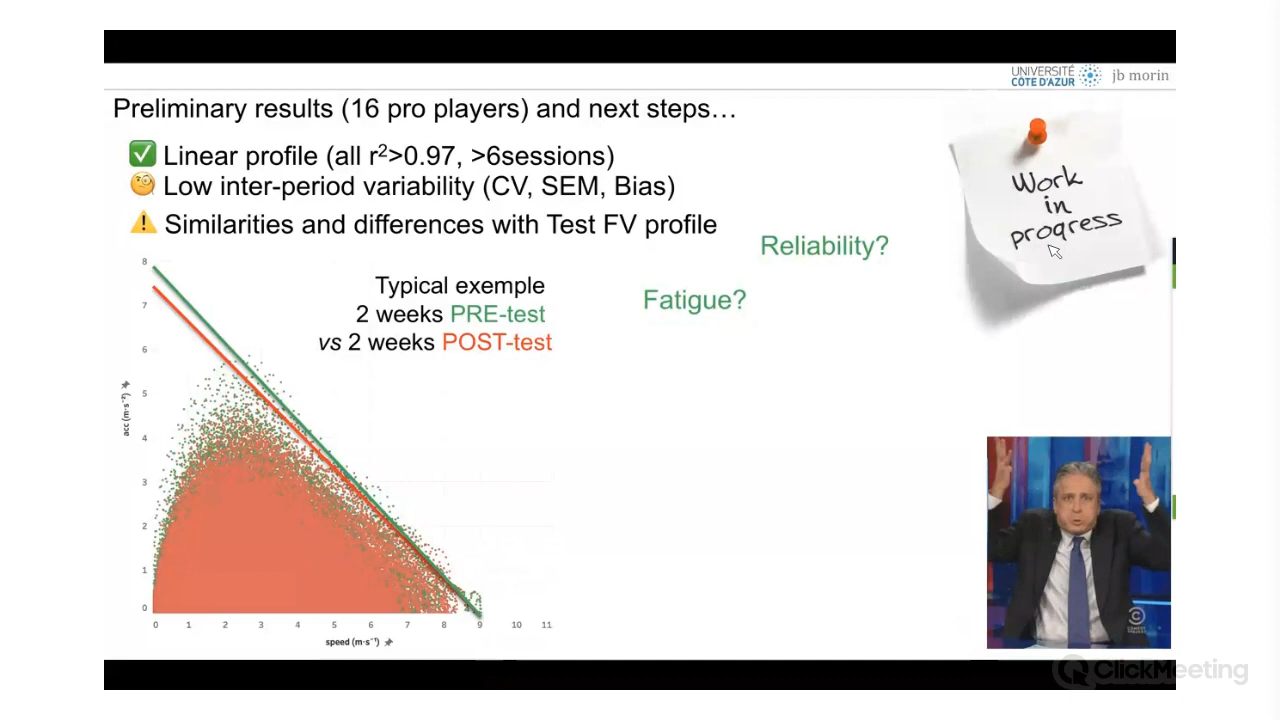 UNIVERSITÉ
CÔTE D'AZUR
jb morin
Preliminary results (16 pro players) and next steps…
Linear profile (all r²>0.97, >6sessions)
Low inter-period variability (CV, SEM, Bias)
Similarities and differences with Test FV profile
Work
in
progress
Reliability?
Fatigue?
Typical exemple
2 weeks PRE-test
vs 2 weeks POST-test
8
7
6
5
4
3
2
1
0
acc (m·s⁻²)
0 1 2 3 4 5 6 7 8 9 10 11
speed (m·s⁻¹)
ClickMeeting